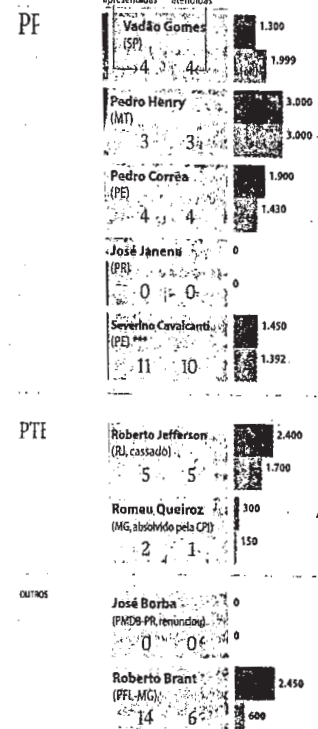 apresentadas atendidas
PF
Vadão Gomes
(SP)
4 4
1.300
1.999
Pedro Henry
(MT)
3 3
3.000
3.000
Pedro Corrêa
(PE)
4 4
1.900
1.430
José Janene
(PR)
0 0
0
0
Severino Cavalcanti
(PE) ***
11 10
1.450
1.392
PTE
Roberto Jefferson
(RJ, cassado)
5 5
2.400
1.700
Romeu Queiroz
(MG, absolvido pela CPI)
2 1
300
150
OUTROS
José Borba
(PMDB-PR, renunciou)
0 0
0
0
Roberto Brant
(PFL-MG)
14 6
2.450
600